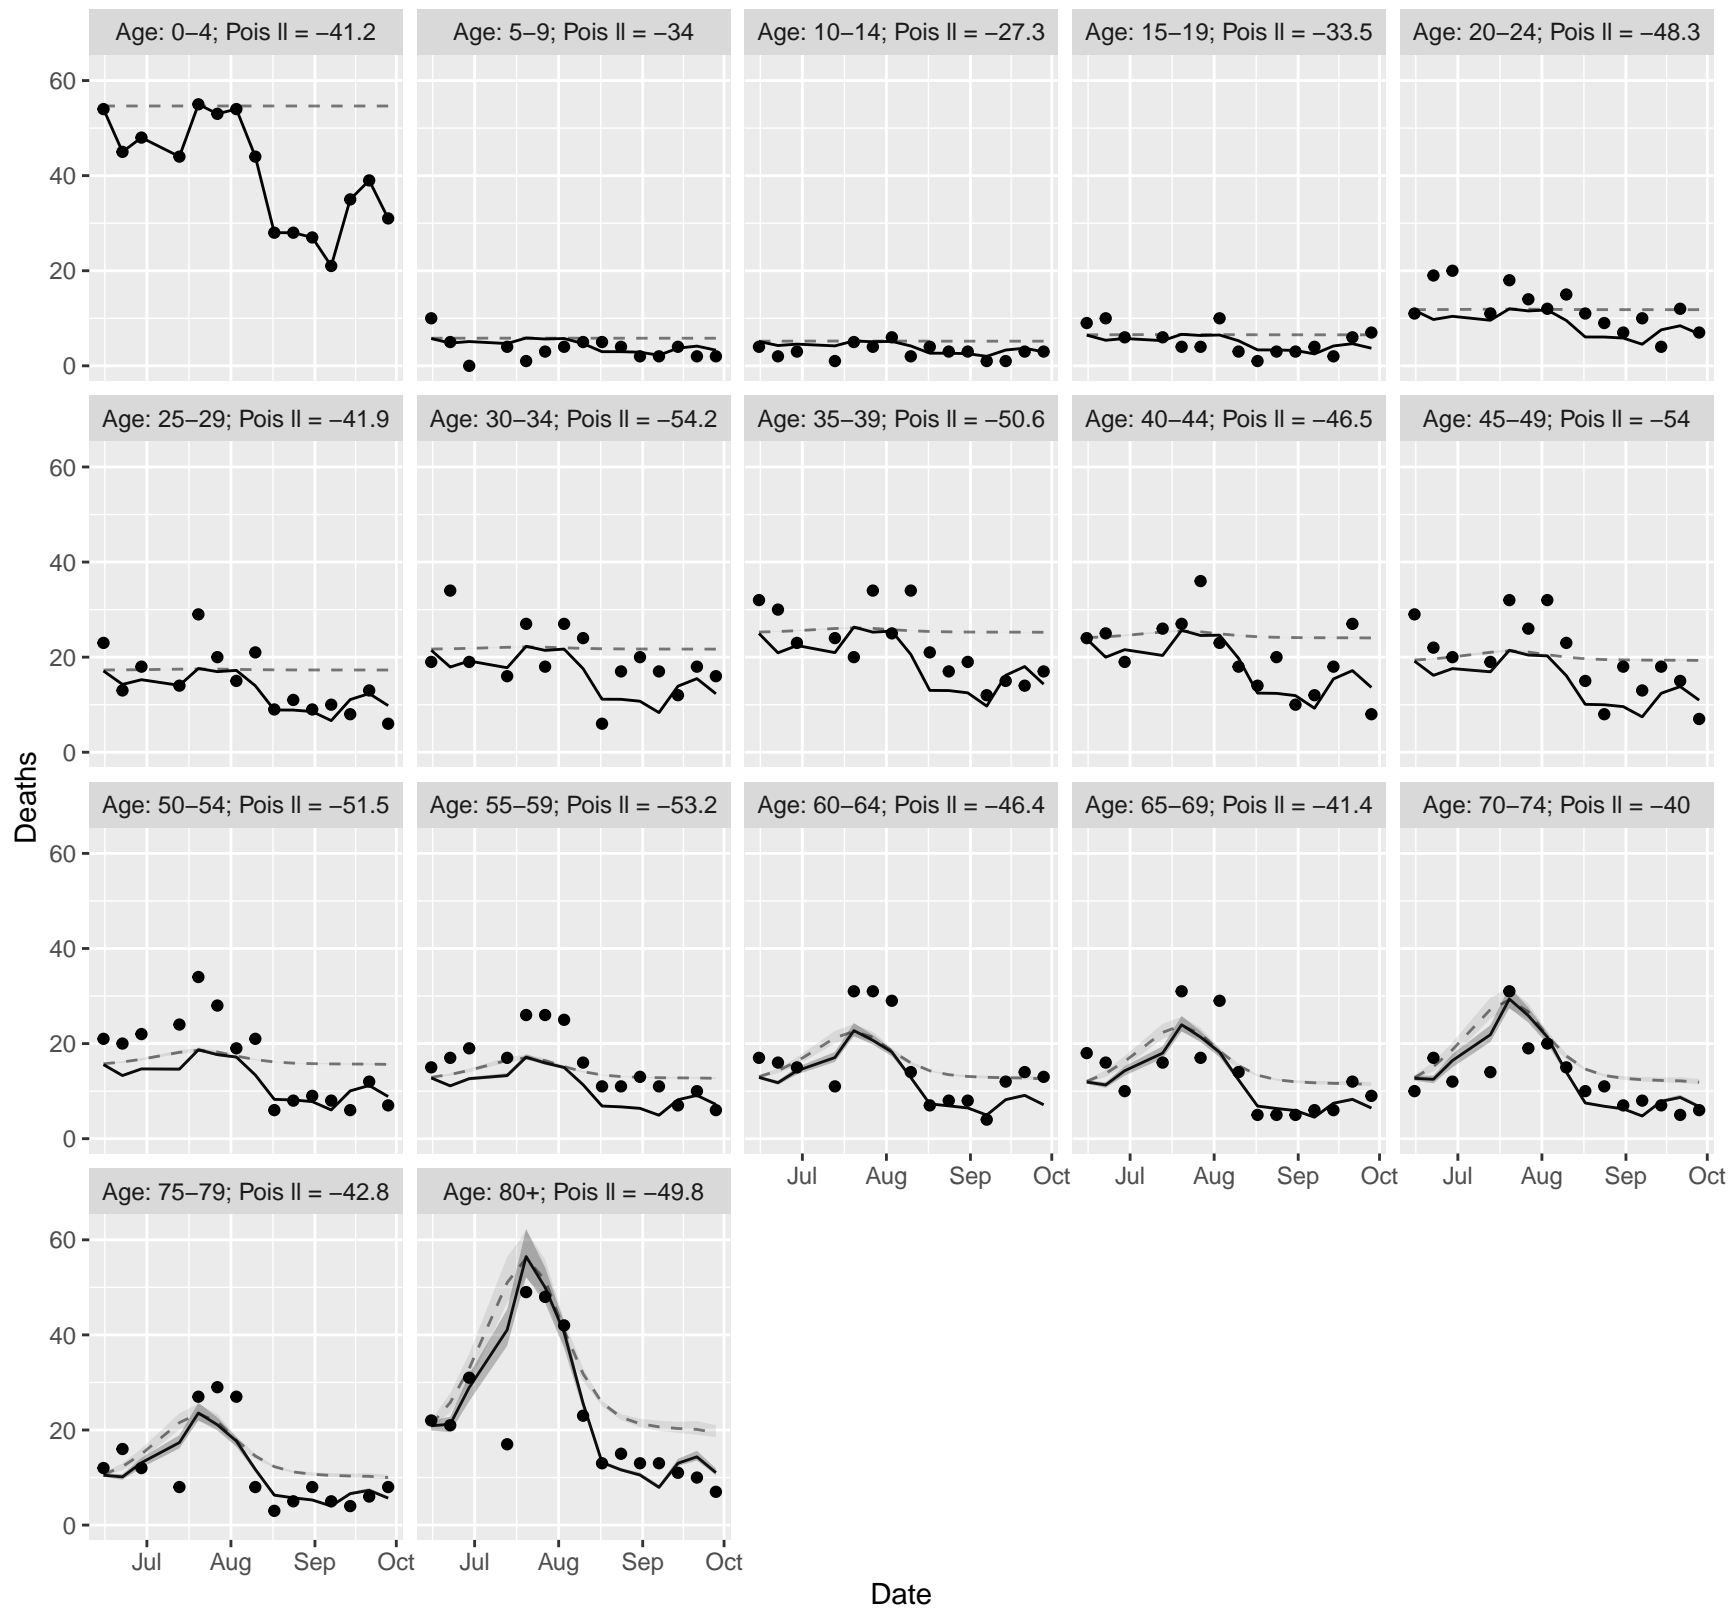 Age: 0−4; Pois ll = −41.2
Age: 5−9; Pois ll = −34
Age: 10−14; Pois ll = −27.3
Age: 15−19; Pois ll = −33.5
Age: 20−24; Pois ll = −48.3
60
40
20
0
Age: 25−29; Pois ll = −41.9
Age: 30−34; Pois ll = −54.2
Age: 35−39; Pois ll = −50.6
Age: 40−44; Pois ll = −46.5
Age: 45−49; Pois ll = −54
60
40
20
0
Deaths
Age: 50−54; Pois ll = −51.5
Age: 55−59; Pois ll = −53.2
Age: 60−64; Pois ll = −46.4
Age: 65−69; Pois ll = −41.4
Age: 70−74; Pois ll = −40
60
40
20
0
Jul Aug Sep Oct
Jul Aug Sep Oct
Jul Aug Sep Oct
Age: 75−79; Pois ll = −42.8
Age: 80+; Pois ll = −49.8
60
40
20
0
Jul Aug Sep Oct
Jul Aug Sep Oct
Date